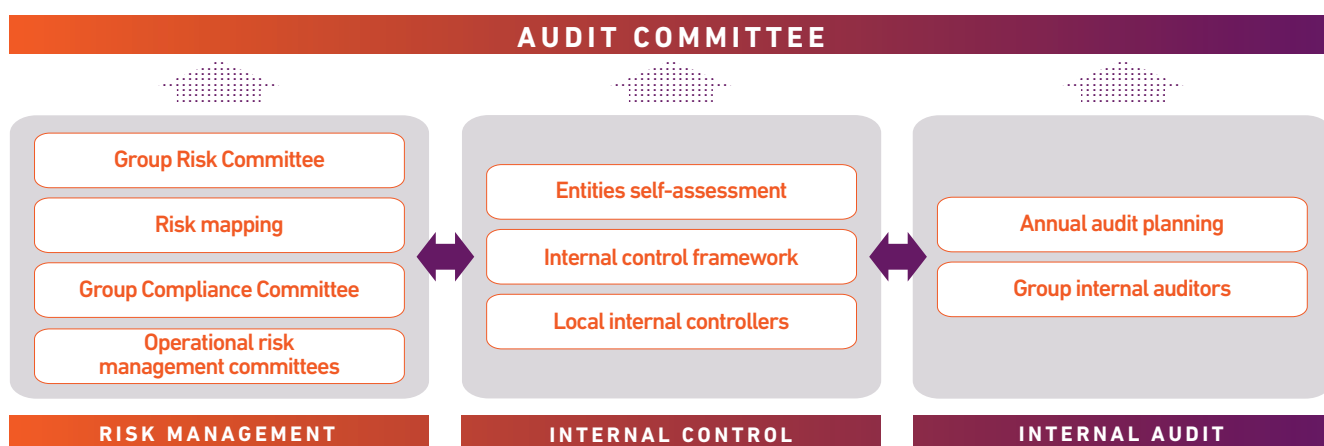 AUDIT COMMITTEE
Group Risk Committee
Risk mapping
Group Compliance Committee
Operational risk
management committees
RISK MANAGEMENT
Entities self-assessment
Internal control framework
Local internal controllers
INTERNAL CONTROL
Annual audit planning
Group internal auditors
INTERNAL AUDIT